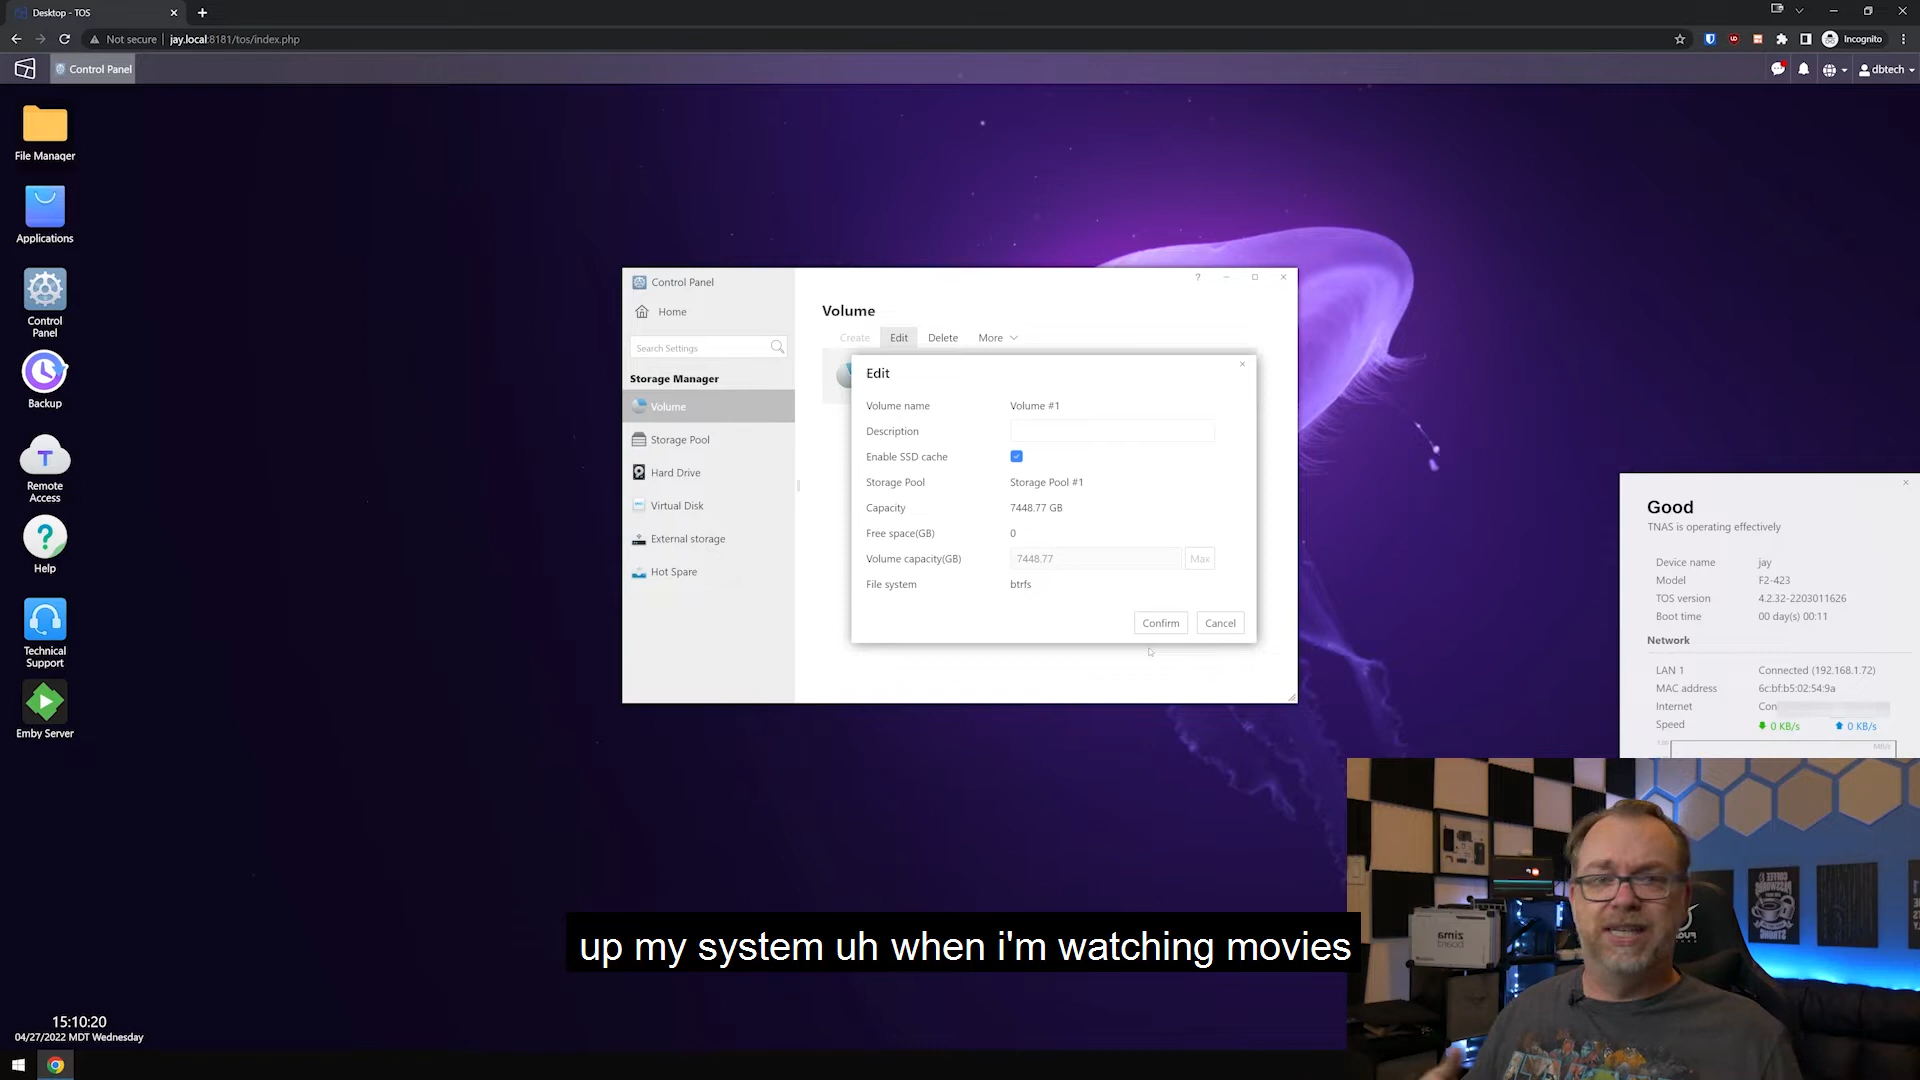 Desktop - TOS
Not secure
jay.local:8181/tos/index.php
Incognito
Control Panel
dbtech
File Manager
Applications
Control
Panel
Backup
T
Remote
Access
?
Help
Technical
Support
Emby Server
Control Panel
Home
Search Settings
Storage Manager
Volume
Storage Pool
Hard Drive
Virtual Disk
External storage
Hot Spare
?
Volume
Create
Edit
Delete
More
Edit
Volume name Volume #1
Description
Enable SSD cache
Storage Pool Storage Pool #1
Capacity 7448.77 GB
Free space(GB) 0
Volume capacity(GB) 7448.77 Max
File system btrfs
Confirm Cancel
Good
TNAS is operating effectively
Device name jay
Model F2-423
TOS version 4.2.32-2203011626
Boot time 00 day(s) 00:11
Network
LAN 1 Connected (192.168.1.72)
MAC address 6c:bf:b5:02:54:9a
Internet Con
Speed 0 KB/s 0 KB/s
MB/s
zima
board
COFFEE
PASSWORDS
STRONG
up my system uh when i'm watching movies
15:10:20
04/27/2022 MDT Wednesday